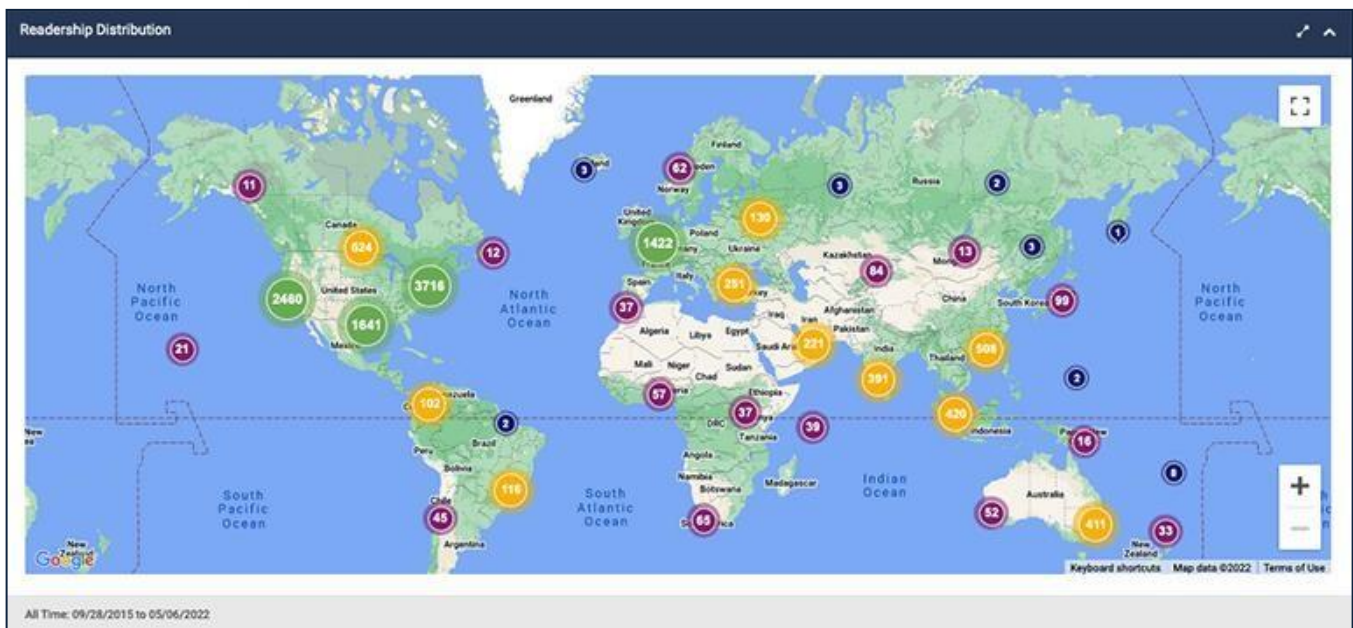 Readership Distribution
Greenland
Finland
3
62
Norway
3
Russia
2
11
United
130
1
Canada
624
12
1422
Poland
Ukraine
Kazakhstan
13
3
84
2460
United States
3716
Spain
Italy
251
North
Pacific
Ocean
1641
North
Atlantic
Ocean
37
Iraq
Iran
Afghanistan
China
South Korea
99
North
Pacific
Ocean
21
Algeria
Libya
Egypt
Pakistan
221
India
508
Thailand
Mali
Niger
Chad
Sudan
391
2
102
57
Ethiopia
37
DRC
39
420
2
Brazil
Tanzania
16
Peru
Bolivia
Angola
Namibia
Botswana
Madagascar
Indian
Ocean
Australia
116
South
Pacific
Ocean
Chile
45
South
Atlantic
Ocean
65
52
411
33
New
Zealand
Argentina
Google
Keyboard shortcuts Map data ©2022 Terms of Use
All Time: 09/28/2015 to 05/06/2022